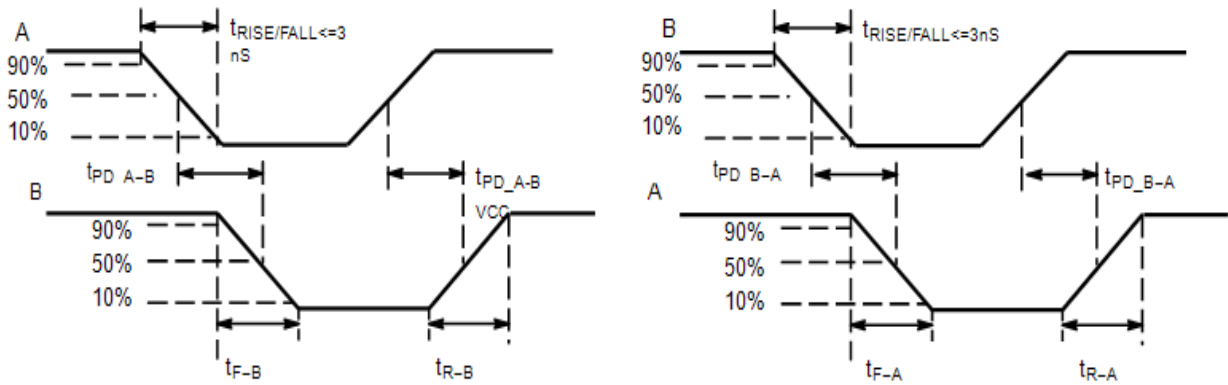 A
tRISE/FALL<=3
nS
90%
50%
10%
tPD A-B
tPD_A-B
VCC
B
90%
50%
10%
tF-B
tR-B
B
tRISE/FALL<=3nS
90%
50%
10%
tPD B-A
tPD_B-A
A
90%
50%
10%
tF-A
tR-A